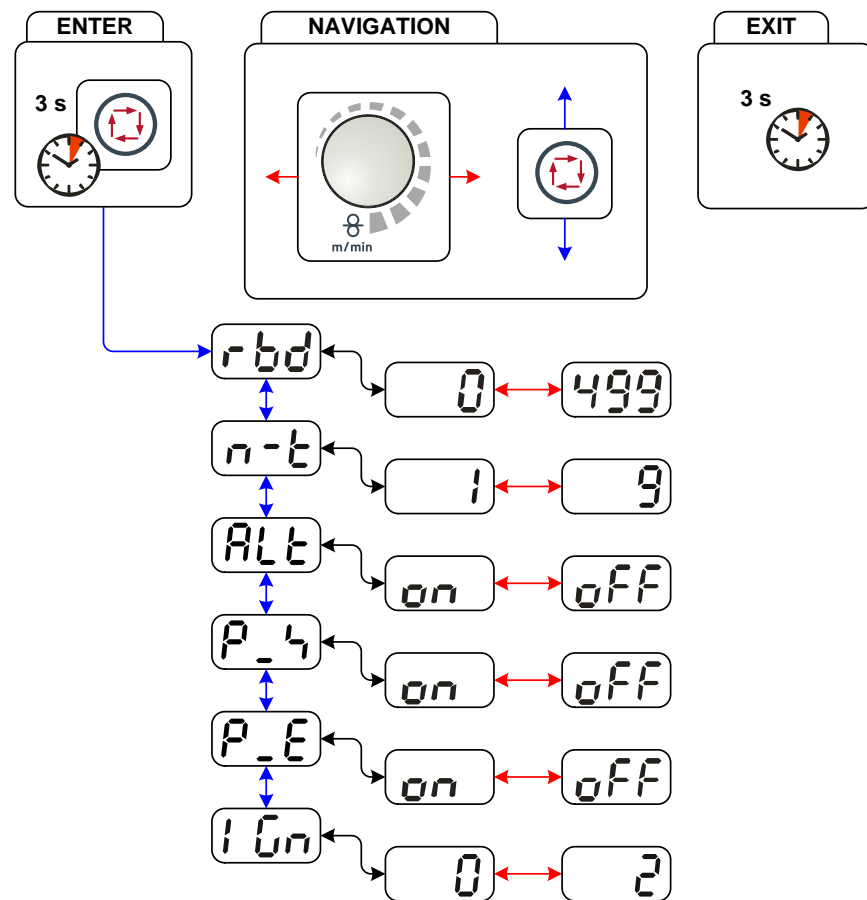 ENTER
NAVIGATION
EXIT
3 s
3 s
m/min
rbd
0
499
n-t
1
9
ALt
on
oFF
P_4
on
oFF
P_E
on
oFF
IGn
0
2